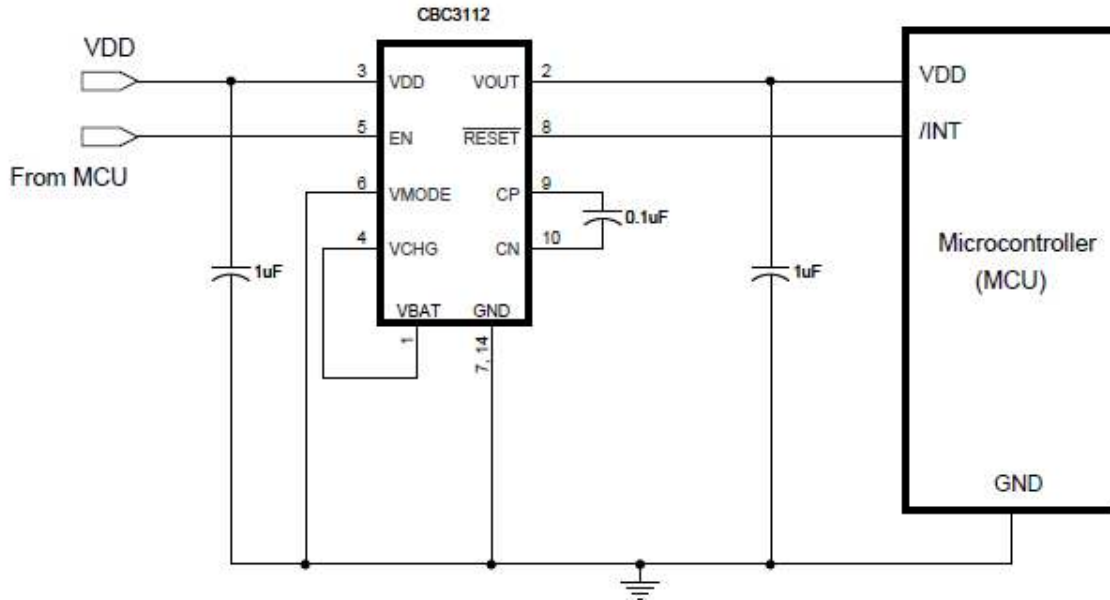 CBC3112
VDD
3
VDD
VOUT
2
VDD
5
EN
RESET
8
/INT
From MCU
6
VMODE
CP
9
0.1uF
4
VCHG
CN
10
Microcontroller
(MCU)
1uF
1uF
VBAT
GND
1
7, 14
GND